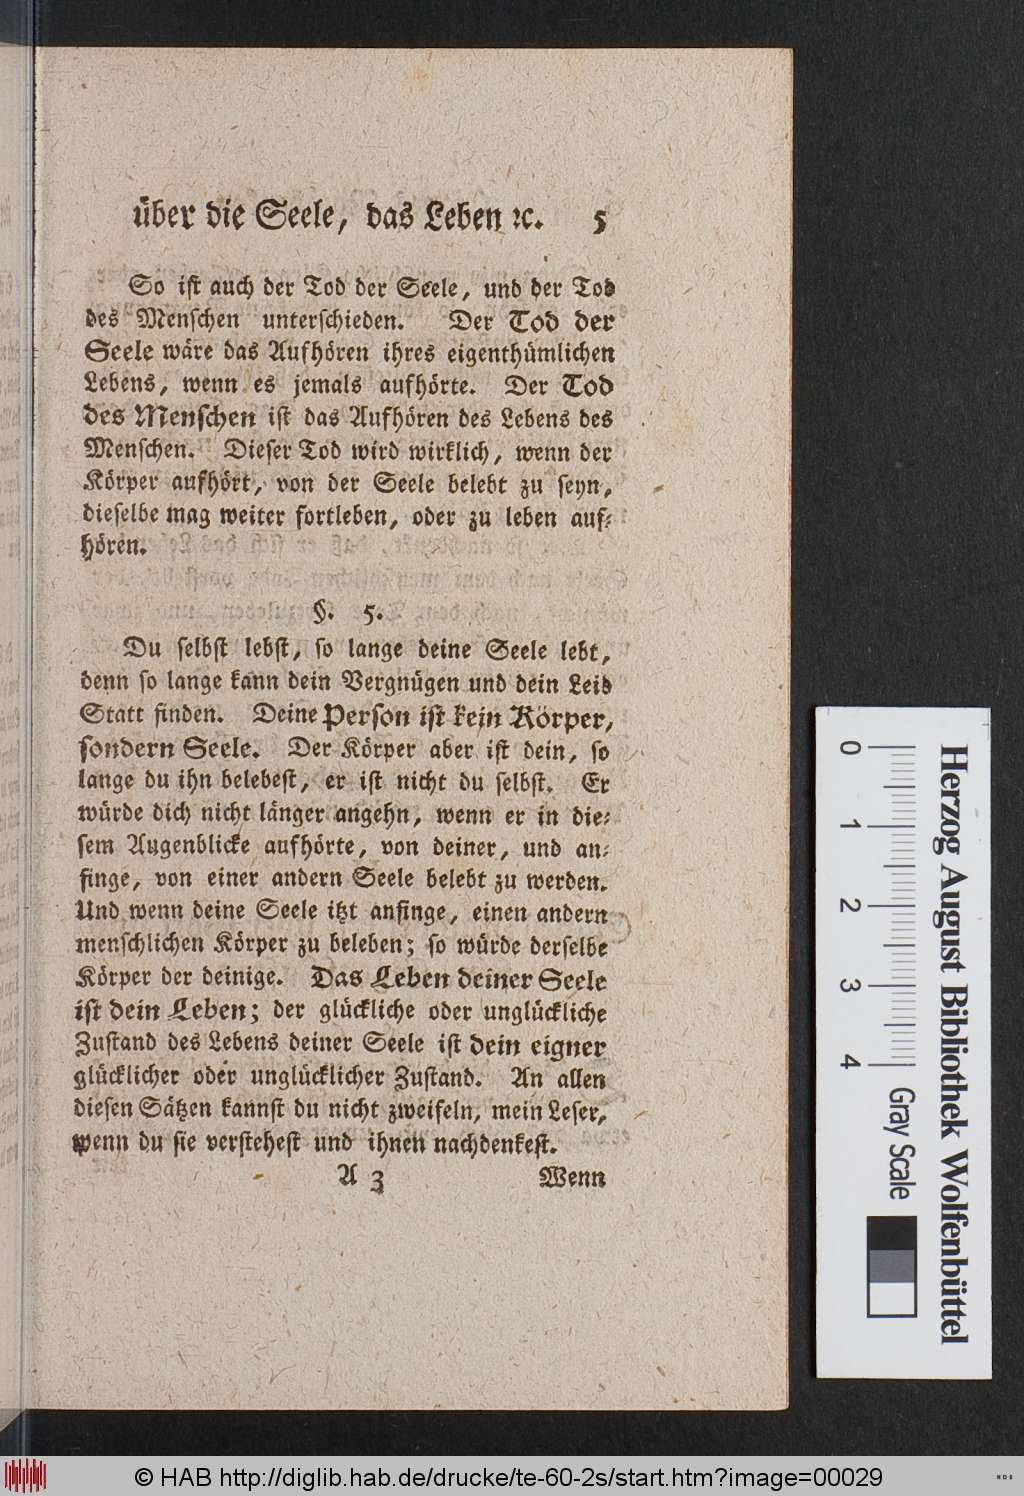 über die Seele, das Leben ꝛc. 5
So ist auch der Tod der Seele, und der Tod
des Menschen unterschieden. Der Tod der
Seele wäre das Aufhören ihres eigenthümlichen
Lebens, wenn es jemals aufhörte. Der Tod
des Menschen ist das Aufhören des Lebens des
Menschen. Dieser Tod wird wirklich, wenn der
Körper aufhört, von der Seele belebt zu seyn,
dieselbe mag weiter fortleben, oder zu leben auf⸗
hören.
§. 5.
Du selbst lebst, so lange deine Seele lebt,
denn so lange kann dein Vergnügen und dein Leid
Statt finden. Deine Person ist kein Körper,
sondern Seele. Der Körper aber ist dein, so
lange du ihn belebest, er ist nicht du selbst. Er
würde dich nicht länger angehn, wenn er in die⸗
sem Augenblicke aufhörte, von deiner, und an⸗
finge, von einer andern Seele belebt zu werden.
Und wenn deine Seele itzt anfinge, einen andern
menschlichen Körper zu beleben; so würde derselbe
Körper der deinige. Das Leben deiner Seele
ist dein Leben; der glückliche oder unglückliche
Zustand des Lebens deiner Seele ist dein eigner
glücklicher oder unglücklicher Zustand. An allen
diesen Sätzen kannst du nicht zweifeln, mein Leser,
wenn du sie verstehest und ihnen nachdenkest.
A 3 Wenn
Herzog August Bibliothek Wolfenbüttel
0 1 2 3 4 Gray Scale
© HAB http://diglib.hab.de/drucke/te-60-2s/start.htm?image=00029